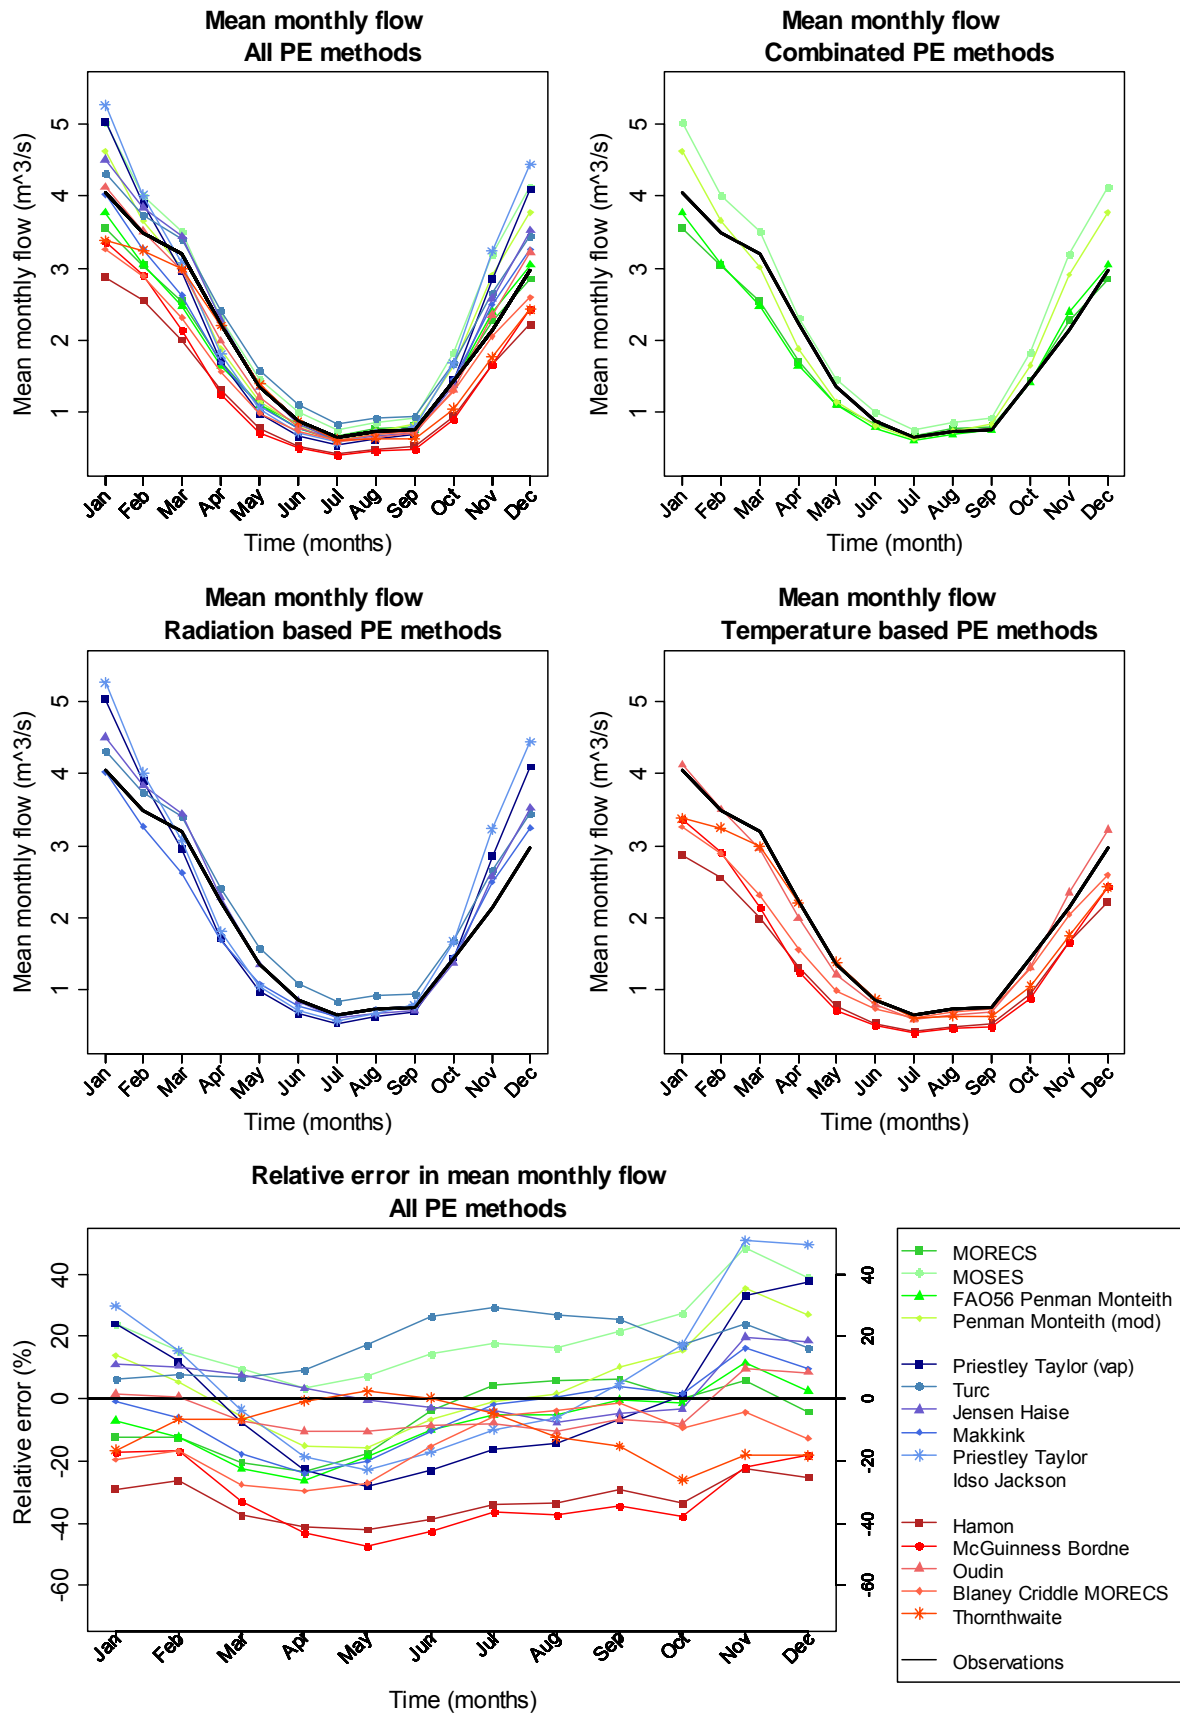 Mean monthly flow
All PE methods
Mean monthly flow (m^3/s)
5
4
3
2
1
Jan Feb Mar Apr May Jun Jul Aug Sep Oct Nov Dec
Time (months)
Mean monthly flow
Combinated PE methods
Mean monthly flow (m^3/s)
5
4
3
2
1
Jan Feb Mar Apr May Jun Jul Aug Sep Oct Nov Dec
Time (month)
Mean monthly flow
Radiation based PE methods
Mean monthly flow (m^3/s)
5
4
3
2
1
Jan Feb Mar Apr May Jun Jul Aug Sep Oct Nov Dec
Time (months)
Mean monthly flow
Temperature based PE methods
Mean monthly flow (m^3/s)
5
4
3
2
1
Jan Feb Mar Apr May Jun Jul Aug Sep Oct Nov Dec
Time (months)
Relative error in mean monthly flow
All PE methods
Relative error (%)
40
20
0
-20
-40
-60
40
20
0
-20
-40
-60
Jan Feb Mar Apr May Jun Jul Aug Sep Oct Nov Dec
Time (months)
MORECS
MOSES
FAO56 Penman Monteith
Penman Monteith (mod)
Priestley Taylor (vap)
Turc
Jensen Haise
Makkink
Priestley Taylor
Idso Jackson
Hamon
McGuinness Bordne
Oudin
Blaney Criddle MORECS
Thornthwaite
Observations